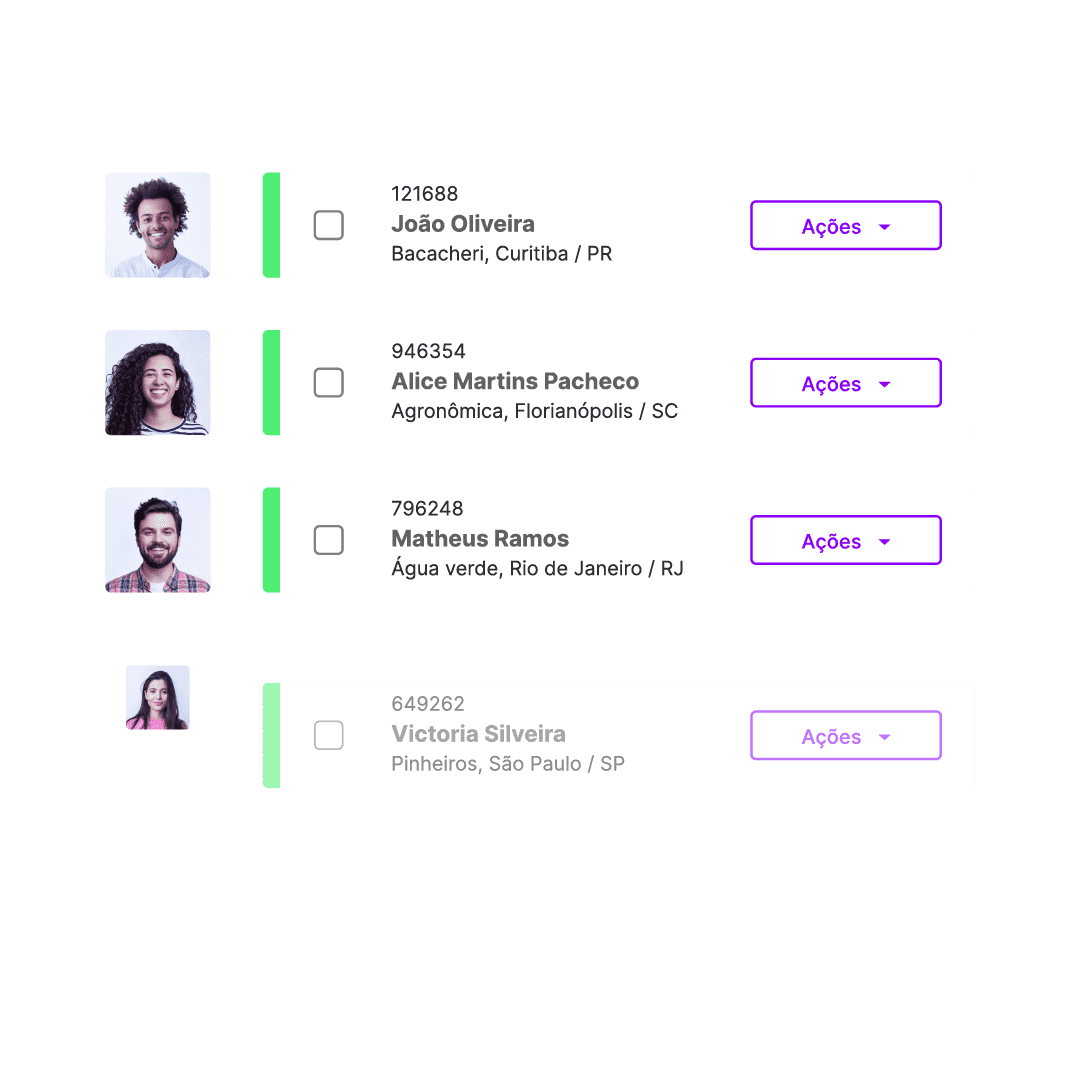 121688
João Oliveira
Bacacheri, Curitiba / PR
Ações
946354
Alice Martins Pacheco
Agronômica, Florianópolis / SC
Ações
796248
Matheus Ramos
Água verde, Rio de Janeiro / RJ
Ações
649262
Victoria Silveira
Pinheiros, São Paulo / SP
Ações